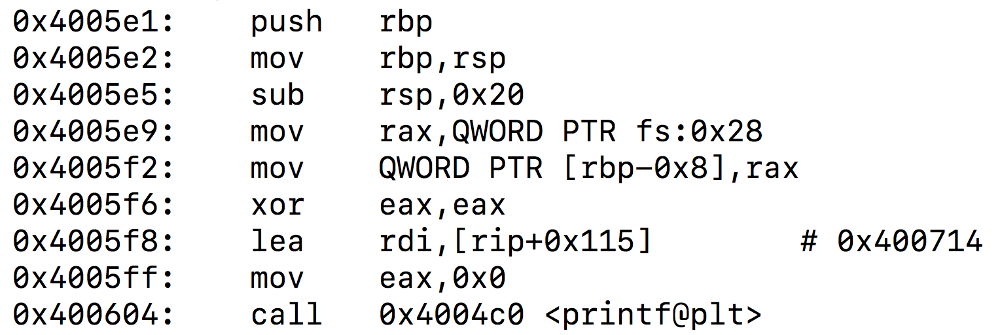 0x4005e1:    push   rbp
0x4005e2:    mov    rbp,rsp
0x4005e5:    sub    rsp,0x20
0x4005e9:    mov    rax,QWORD PTR fs:0x28
0x4005f2:    mov    QWORD PTR [rbp-0x8],rax
0x4005f6:    xor    eax,eax
0x4005f8:    lea    rdi,[rip+0x115]        # 0x400714
0x4005ff:    mov    eax,0x0
0x400604:    call   0x4004c0 <printf@plt>